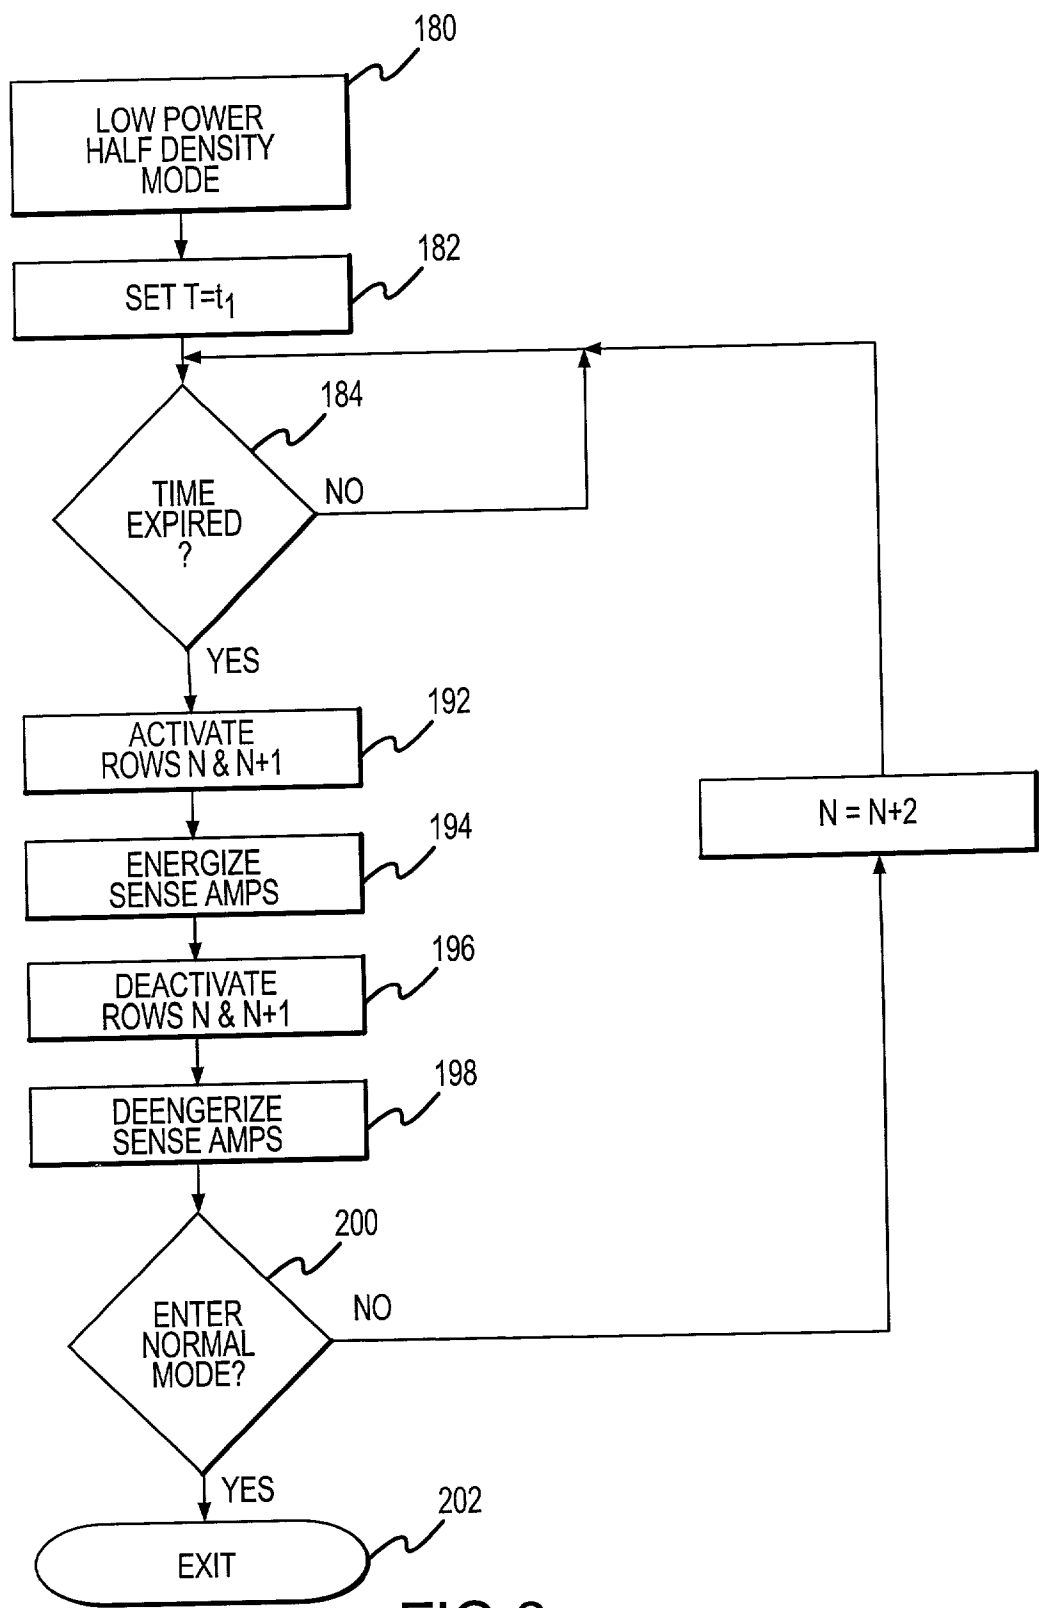 180
LOW POWER
HALF DENSITY
MODE
182
SET T=t1
184
TIME
EXPIRED
?
NO
YES
192
ACTIVATE
ROWS N & N+1
N = N+2
194
ENERGIZE
SENSE AMPS
196
DEACTIVATE
ROWS N & N+1
198
DEENGERIZE
SENSE AMPS
200
ENTER
NORMAL
MODE?
NO
YES
202
EXIT